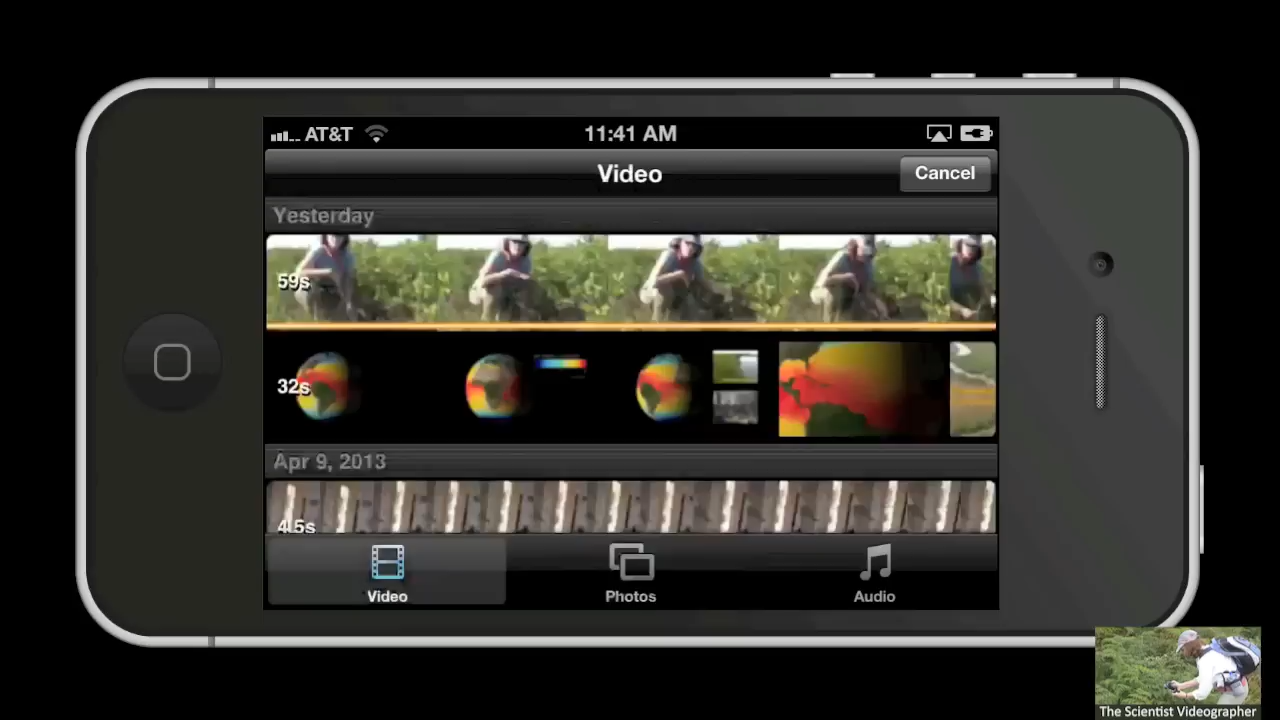 AT&T
11:41 AM
Video
Cancel
Yesterday
59s
32s
Apr 9, 2013
4.5s
Video
Photos
Audio
The Scientist Videographer